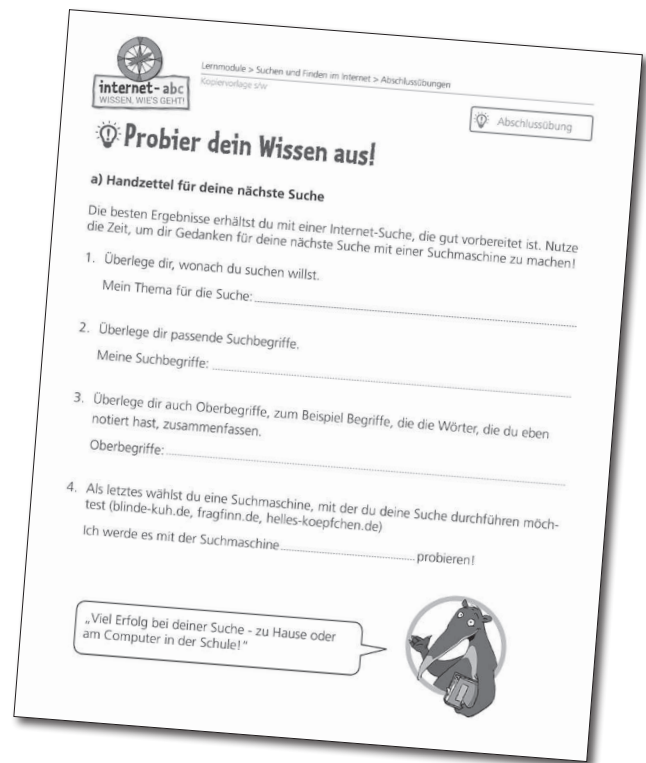 internet-abc
WISSEN, WIE'S GEHT!
Lernmodule > Suchen und Finden im Internet > Abschlussübungen
Kopiervorlage s/w
Abschlussübung
Probier dein Wissen aus!
a) Handzettel für deine nächste Suche
Die besten Ergebnisse erhältst du mit einer Internet-Suche, die gut vorbereitet ist. Nutze
die Zeit, um dir Gedanken für deine nächste Suche mit einer Suchmaschine zu machen!
1. Überlege dir, wonach du suchen willst.
Mein Thema für die Suche:
2. Überlege dir passende Suchbegriffe.
Meine Suchbegriffe:
3. Überlege dir auch Oberbegriffe, zum Beispiel Begriffe, die die Wörter, die du eben
notiert hast, zusammenfassen.
Oberbegriffe:
4. Als letztes wählst du eine Suchmaschine, mit der du deine Suche durchführen möch-
test (blinde-kuh.de, fragfinn.de, helles-koepfchen.de)
Ich werde es mit der Suchmaschine probieren!
„Viel Erfolg bei deiner Suche - zu Hause oder
am Computer in der Schule!"